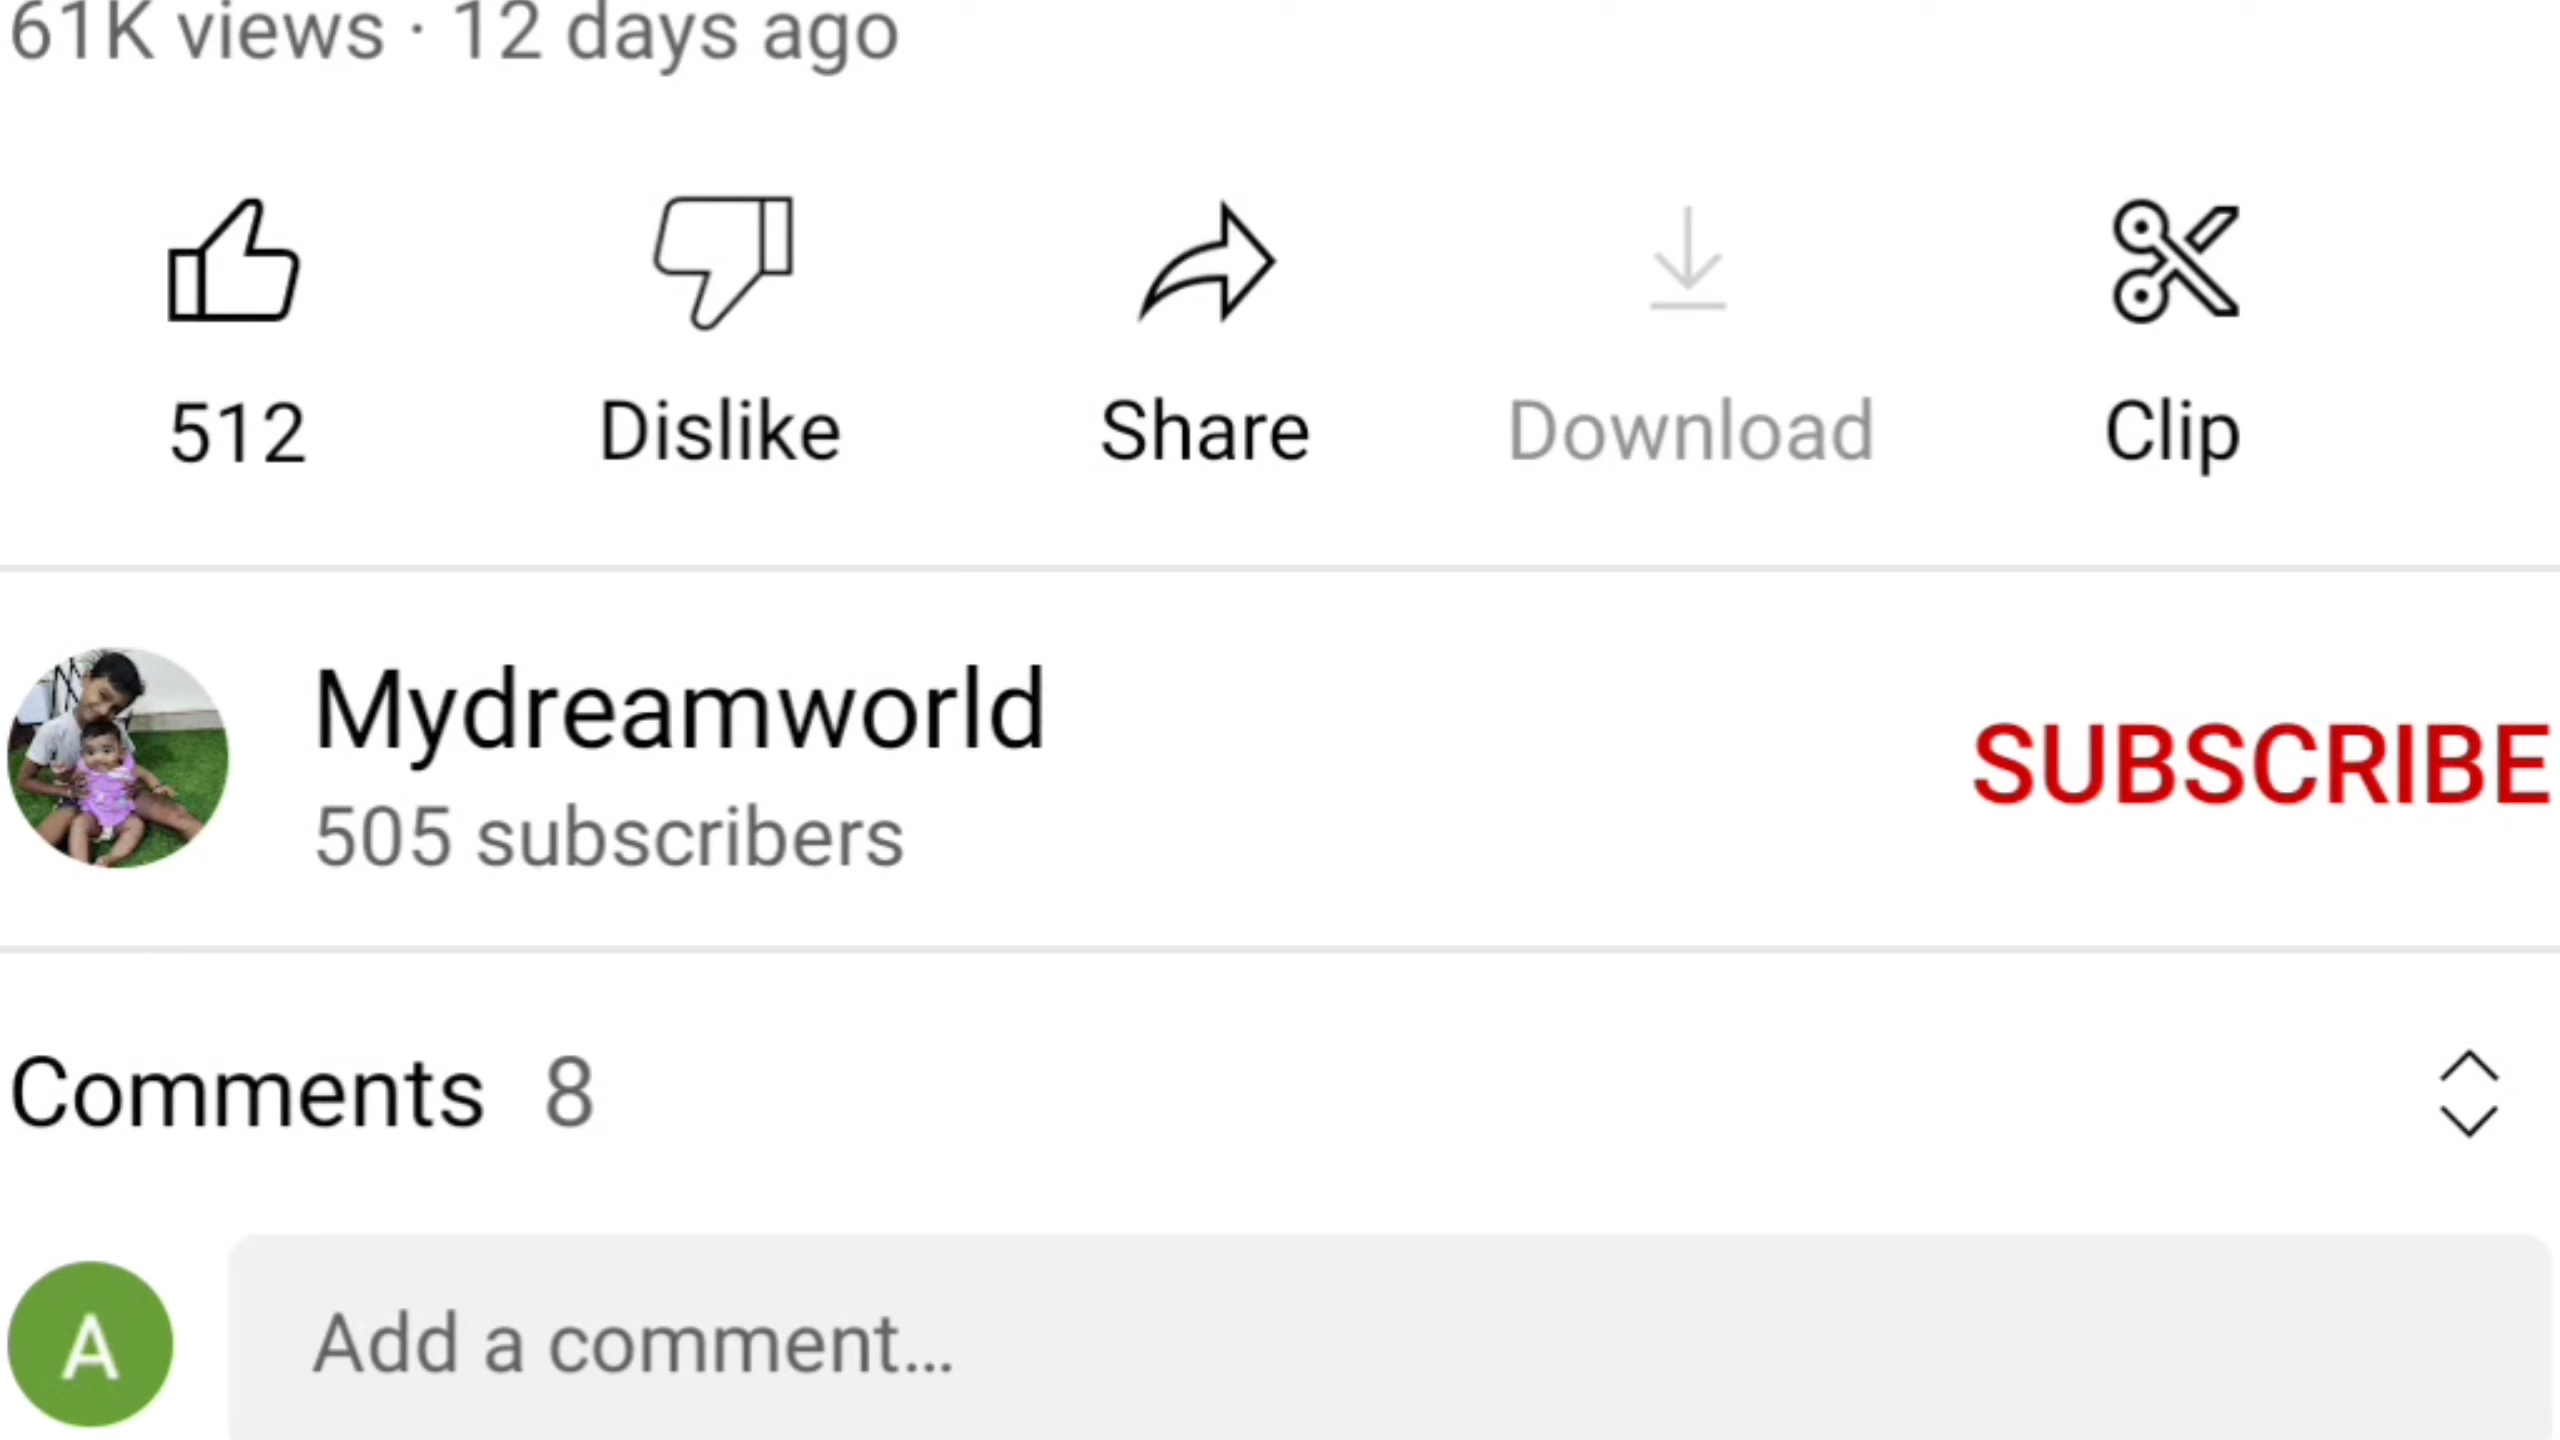 61K views · 12 days ago
512 Dislike Share Download Clip
Mydreamworld
505 subscribers
SUBSCRIBE
Comments 8
A
Add a comment...